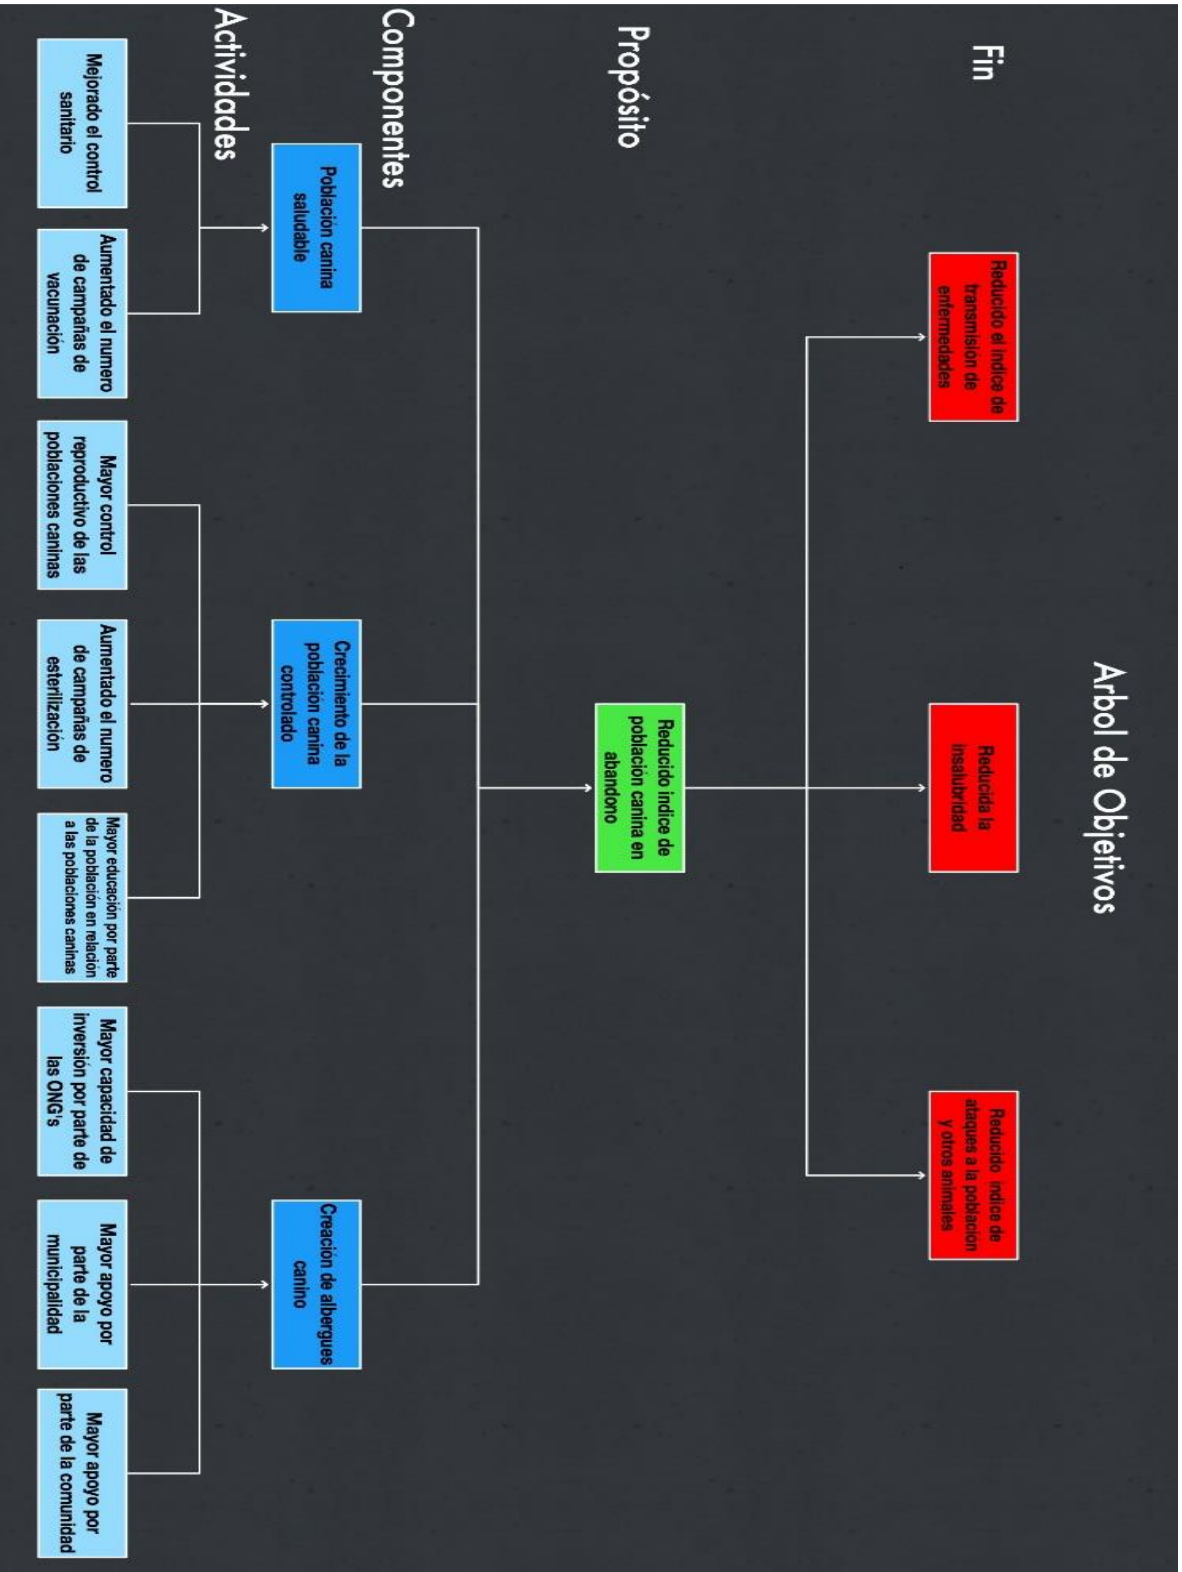 Arbol de Objetivos
Fin
Reducido el indice de
transmisión de
enfermedades
Reducida la
insalubridad
Reducido indice de
ataques a la población
y otros animales
Propósito
Reducido indice de
población canina en
abandono
Componentes
Población canina
saludable
Crecimiento de la
población canina
controlado
Creación de albergues
canino
Actividades
Mejorado el control
sanitario
Aumentado el numero
de campañas de
vacunación
Mayor control
reproductivo de las
poblaciones caninas
Aumentado el numero
de campañas de
esterilización
Mayor educación por parte
de la población en relación
a las poblaciones caninas
Mayor capacidad de
inversión por parte de
las ONG's
Mayor apoyo por
parte de la
municipalidad
Mayor apoyo por
parte de la comunidad